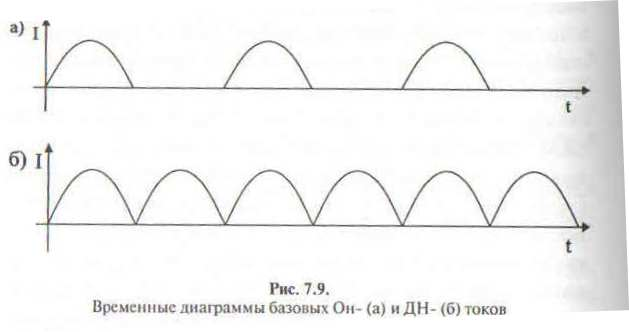 а) I
t
б) I
t
Рис. 7.9.
Временные диаграммы базовых Он- (а) и ДН- (б) токов